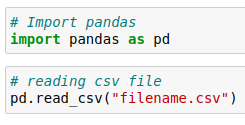 # Import pandas
import pandas as pd
# reading csv file
pd.read_csv("filename.csv")